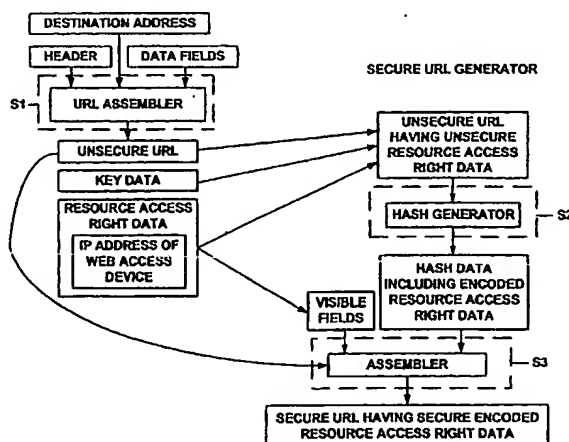 DESTINATION ADDRESS
HEADER
DATA FIELDS
SECURE URL GENERATOR
S1
URL ASSEMBLER
UNSECURE URL
KEY DATA
RESOURCE ACCESS
RIGHT DATA
IP ADDRESS OF
WEB ACCESS
DEVICE
UNSECURE URL
HAVING UNSECURE
RESOURCE ACCESS
RIGHT DATA
HASH GENERATOR
S2
HASH DATA
INCLUDING ENCODED
RESOURCE ACCESS
RIGHT DATA
VISIBLE
FIELDS
ASSEMBLER
S3
SECURE URL HAVING SECURE ENCODED
RESOURCE ACCESS RIGHT DATA